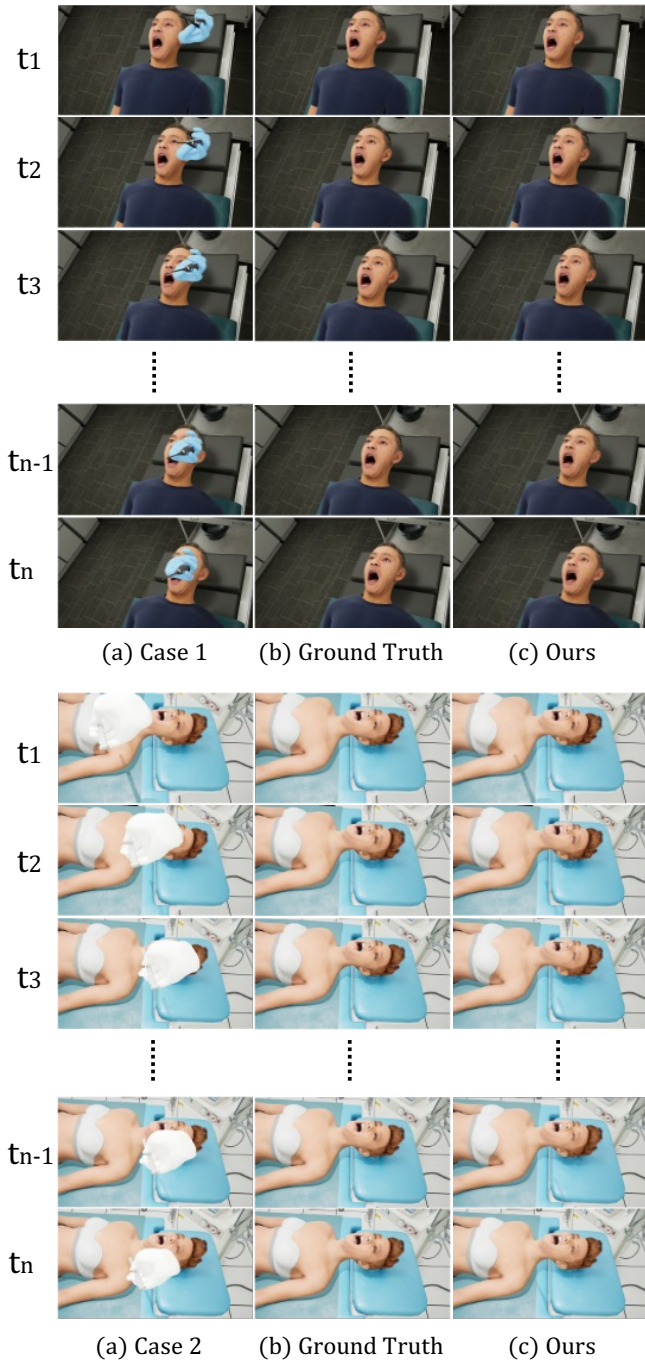 t1
t2
t3
tn-1
tn
(a) Case 1 (b) Ground Truth (c) Ours
t1
t2
t3
tn-1
tn
(a) Case 2 (b) Ground Truth (c) Ours